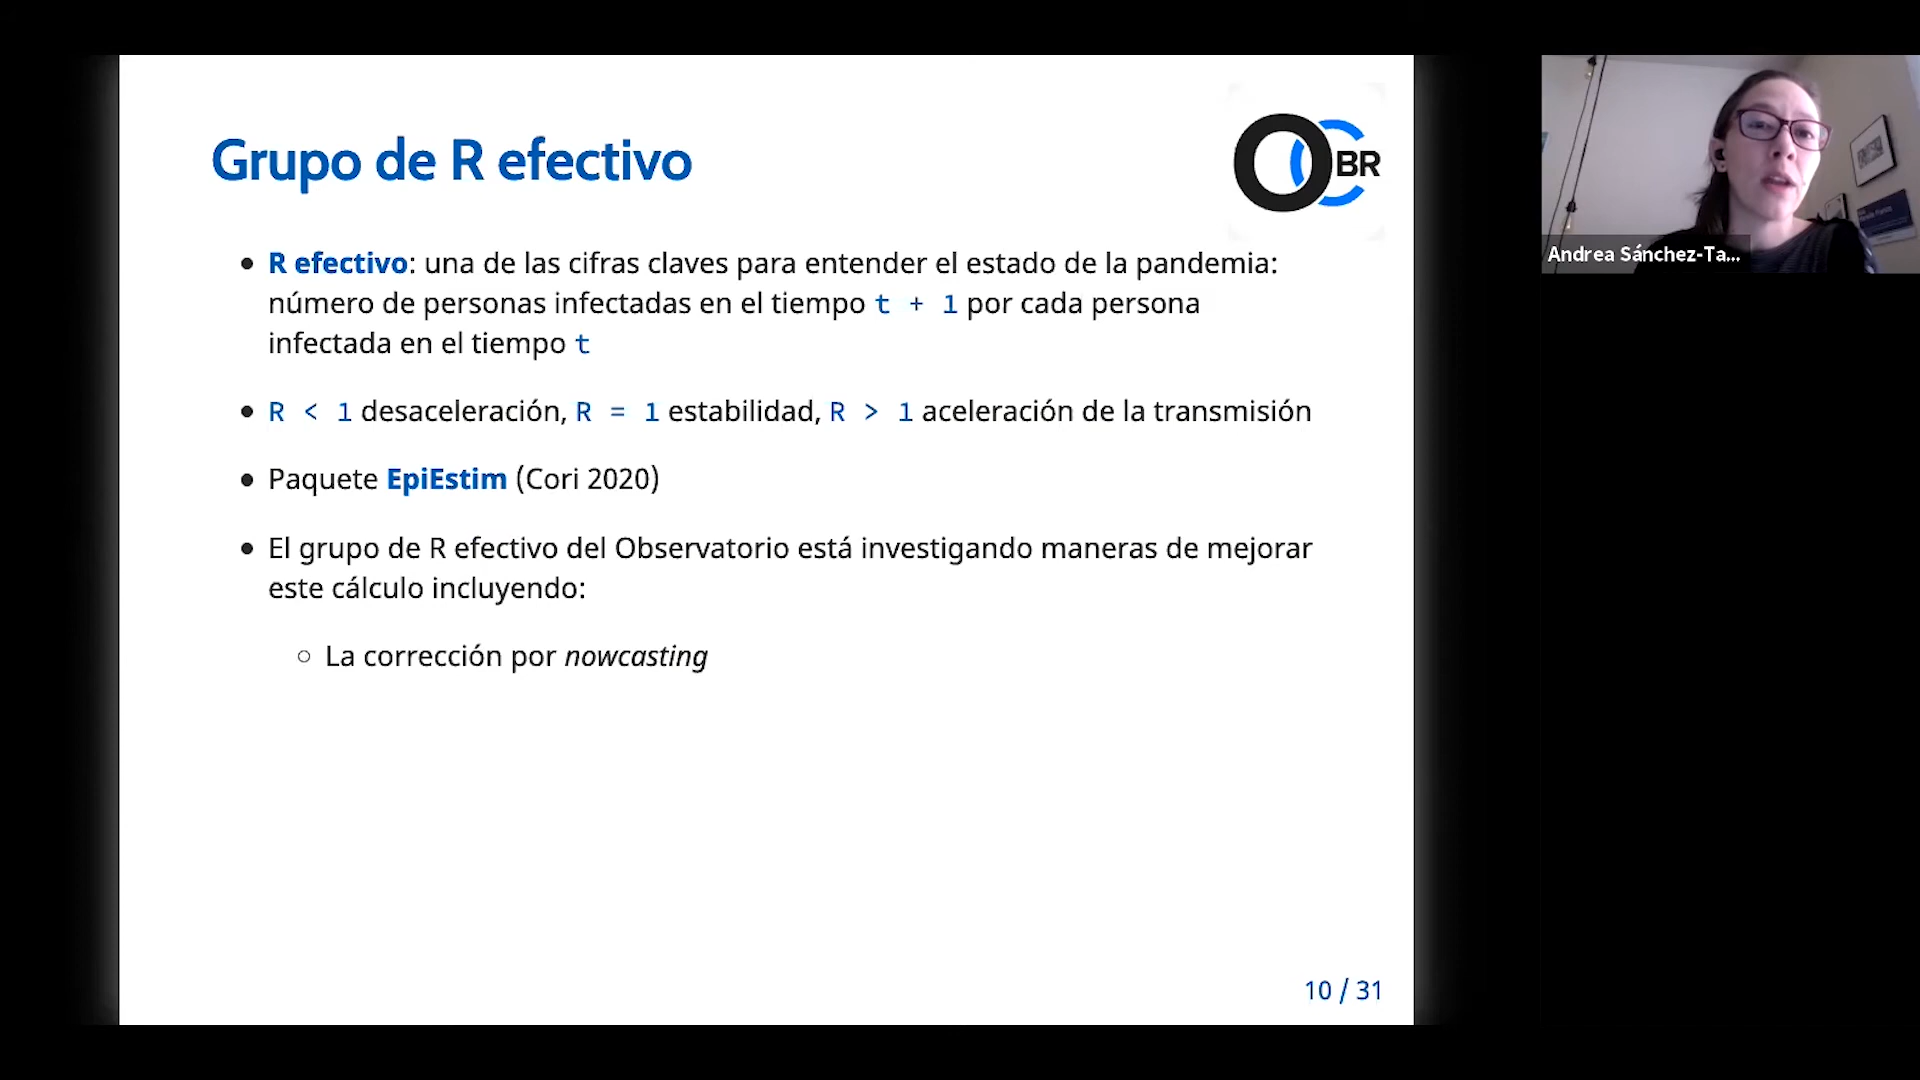 Grupo de R efectivo
OC BR
• R efectivo: una de las cifras claves para entender el estado de la pandemia:
número de personas infectadas en el tiempo t + 1 por cada persona
infectada en el tiempo t
• R < 1 desaceleración, R = 1 estabilidad, R > 1 aceleración de la transmisión
• Paquete EpiEstim (Cori 2020)
• El grupo de R efectivo del Observatorio está investigando maneras de mejorar
este cálculo incluyendo:
○ La corrección por nowcasting
10 / 31
Andrea Sánchez-Ta...